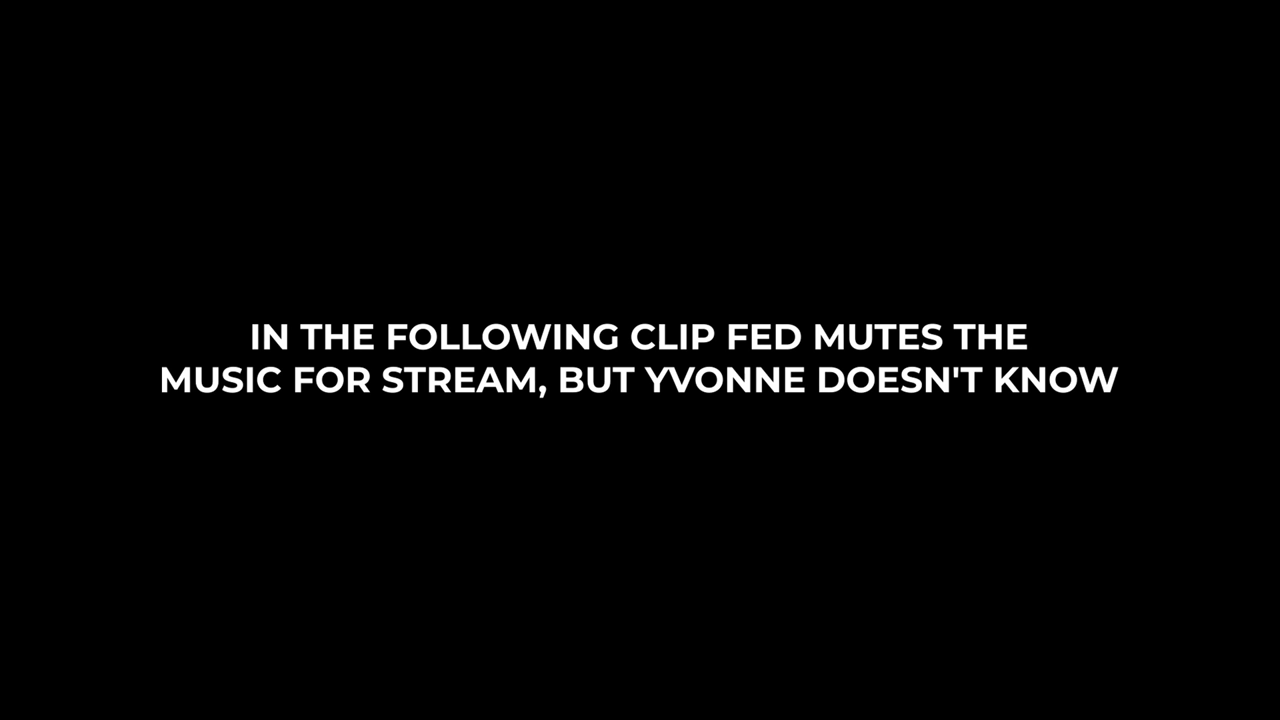 IN THE FOLLOWING CLIP FED MUTES THE
MUSIC FOR STREAM, BUT YVONNE DOESN'T KNOW